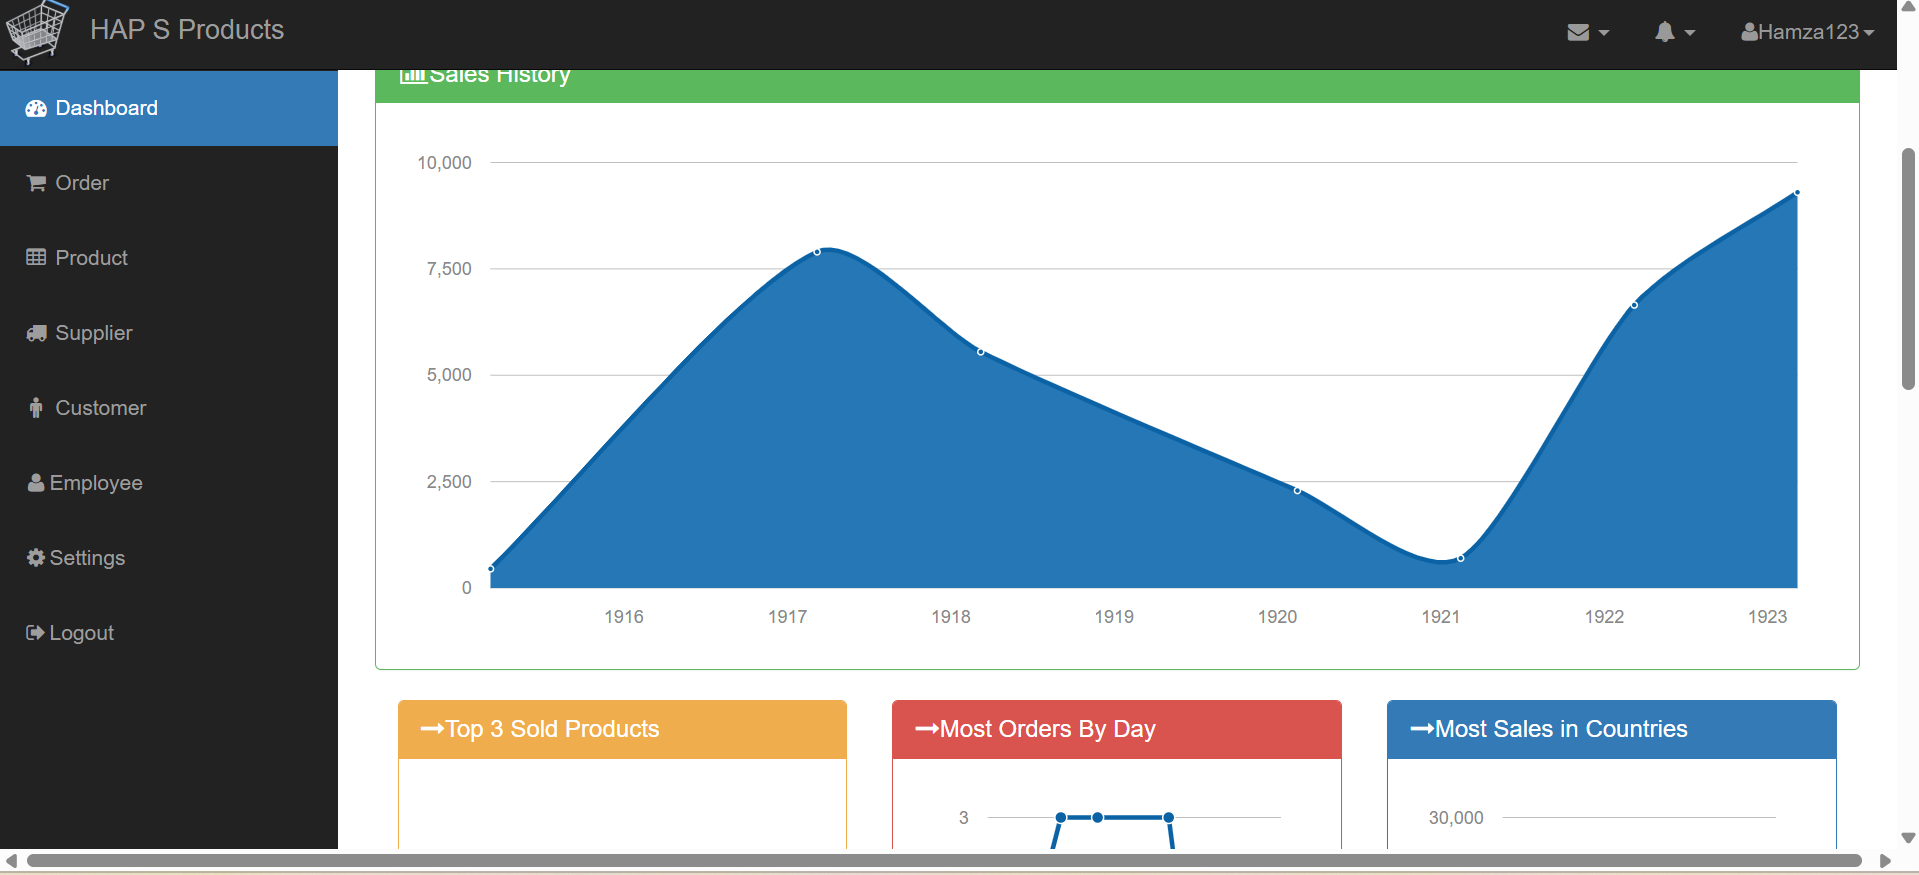 HAP S Products
Hamza123
Dashboard
Order
Product
Supplier
Customer
Employee
Settings
Logout
Sales History
10,000
7,500
5,000
2,500
0
1916 1917 1918 1919 1920 1921 1922 1923
Top 3 Sold Products
Most Orders By Day
3
Most Sales in Countries
30,000